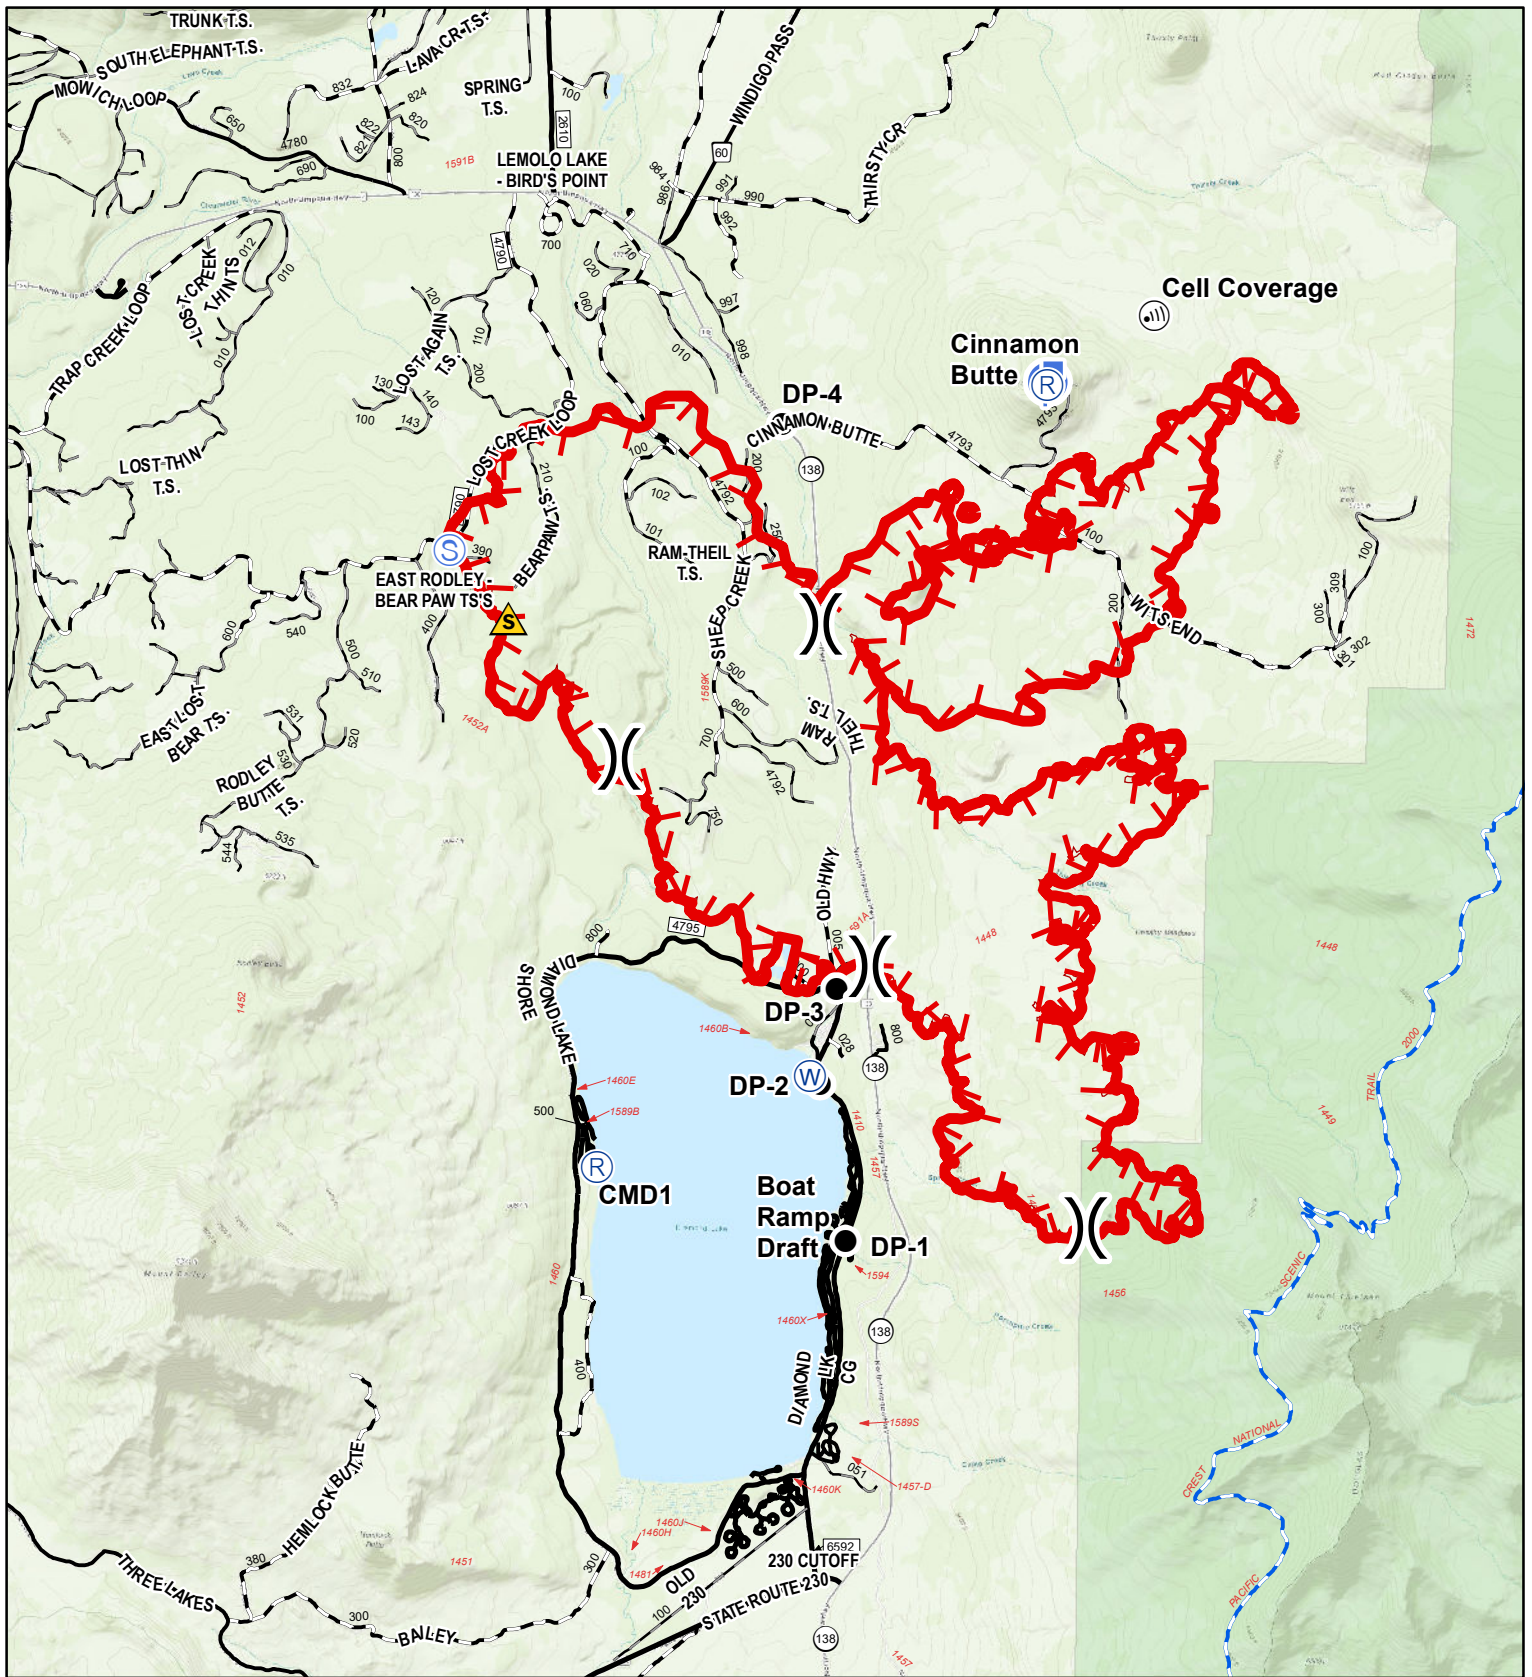 TRUNK T.S.
SOUTH ELEPHANT T.S.
LAVA CR T.S.
MOWICH LOOP
832
824
822
820
821
650
4780
690
800
1591B
SPRING
T.S.
100
2610
WINDIGO PASS
60
LEMOLO LAKE
- BIRD'S POINT
984
986
991
990
992
THIRSTY CR
4790
700
710
020
060
997
998
010
012
010
010
LOST CREEK
THIN TS
TRAP CREEK LOOP
120
110
LOST AGAIN
T.S.
200
130
140
100
143
Cell Coverage
Cinnamon
Butte
R
4793
4793
DP-4
CINNAMON BUTTE
138
200
LOST CREEK LOOP
LOST THIN
T.S.
210
BEARPAW T.S.
100
102
101
4792
250
RAM-THEIL
T.S.
SHEEP CREEK
S
390
EAST RODLEY -
BEAR PAW TS'S
S
400
600
540
500
510
520
531
530
EAST LOST
BEAR T.S.
RODLEY
BUTTE
T.S.
544
535
1452A
1589K
500
600
700
4792
750
RAM
THEIL T.S.
100
200
WITS END
100
309
300
301
302
1472
OLD HWY
005
4795
800
DIAMOND LAKE
SHORE
1448
1448
1452
DP-3
1460B
028
800
138
DP-2
W
1460E
1589B
500
R
CMD1
1410
1457
Boat
Ramp
Draft
DP-1
1594
1460
1460X
138
400
DIAMOND
LK
CG
1589S
051
1457-D
1460K
1460J
1460H
1481
6592
230 CUTOFF
OLD
230
100
STATE ROUTE 230
138
1457
HEMLOCK BUTTE
380
THREE LAKES
300
BAILEY
300
1451
1456
1449
2000
TRAIL
SCENIC
NATIONAL
CREST
PACIFIC